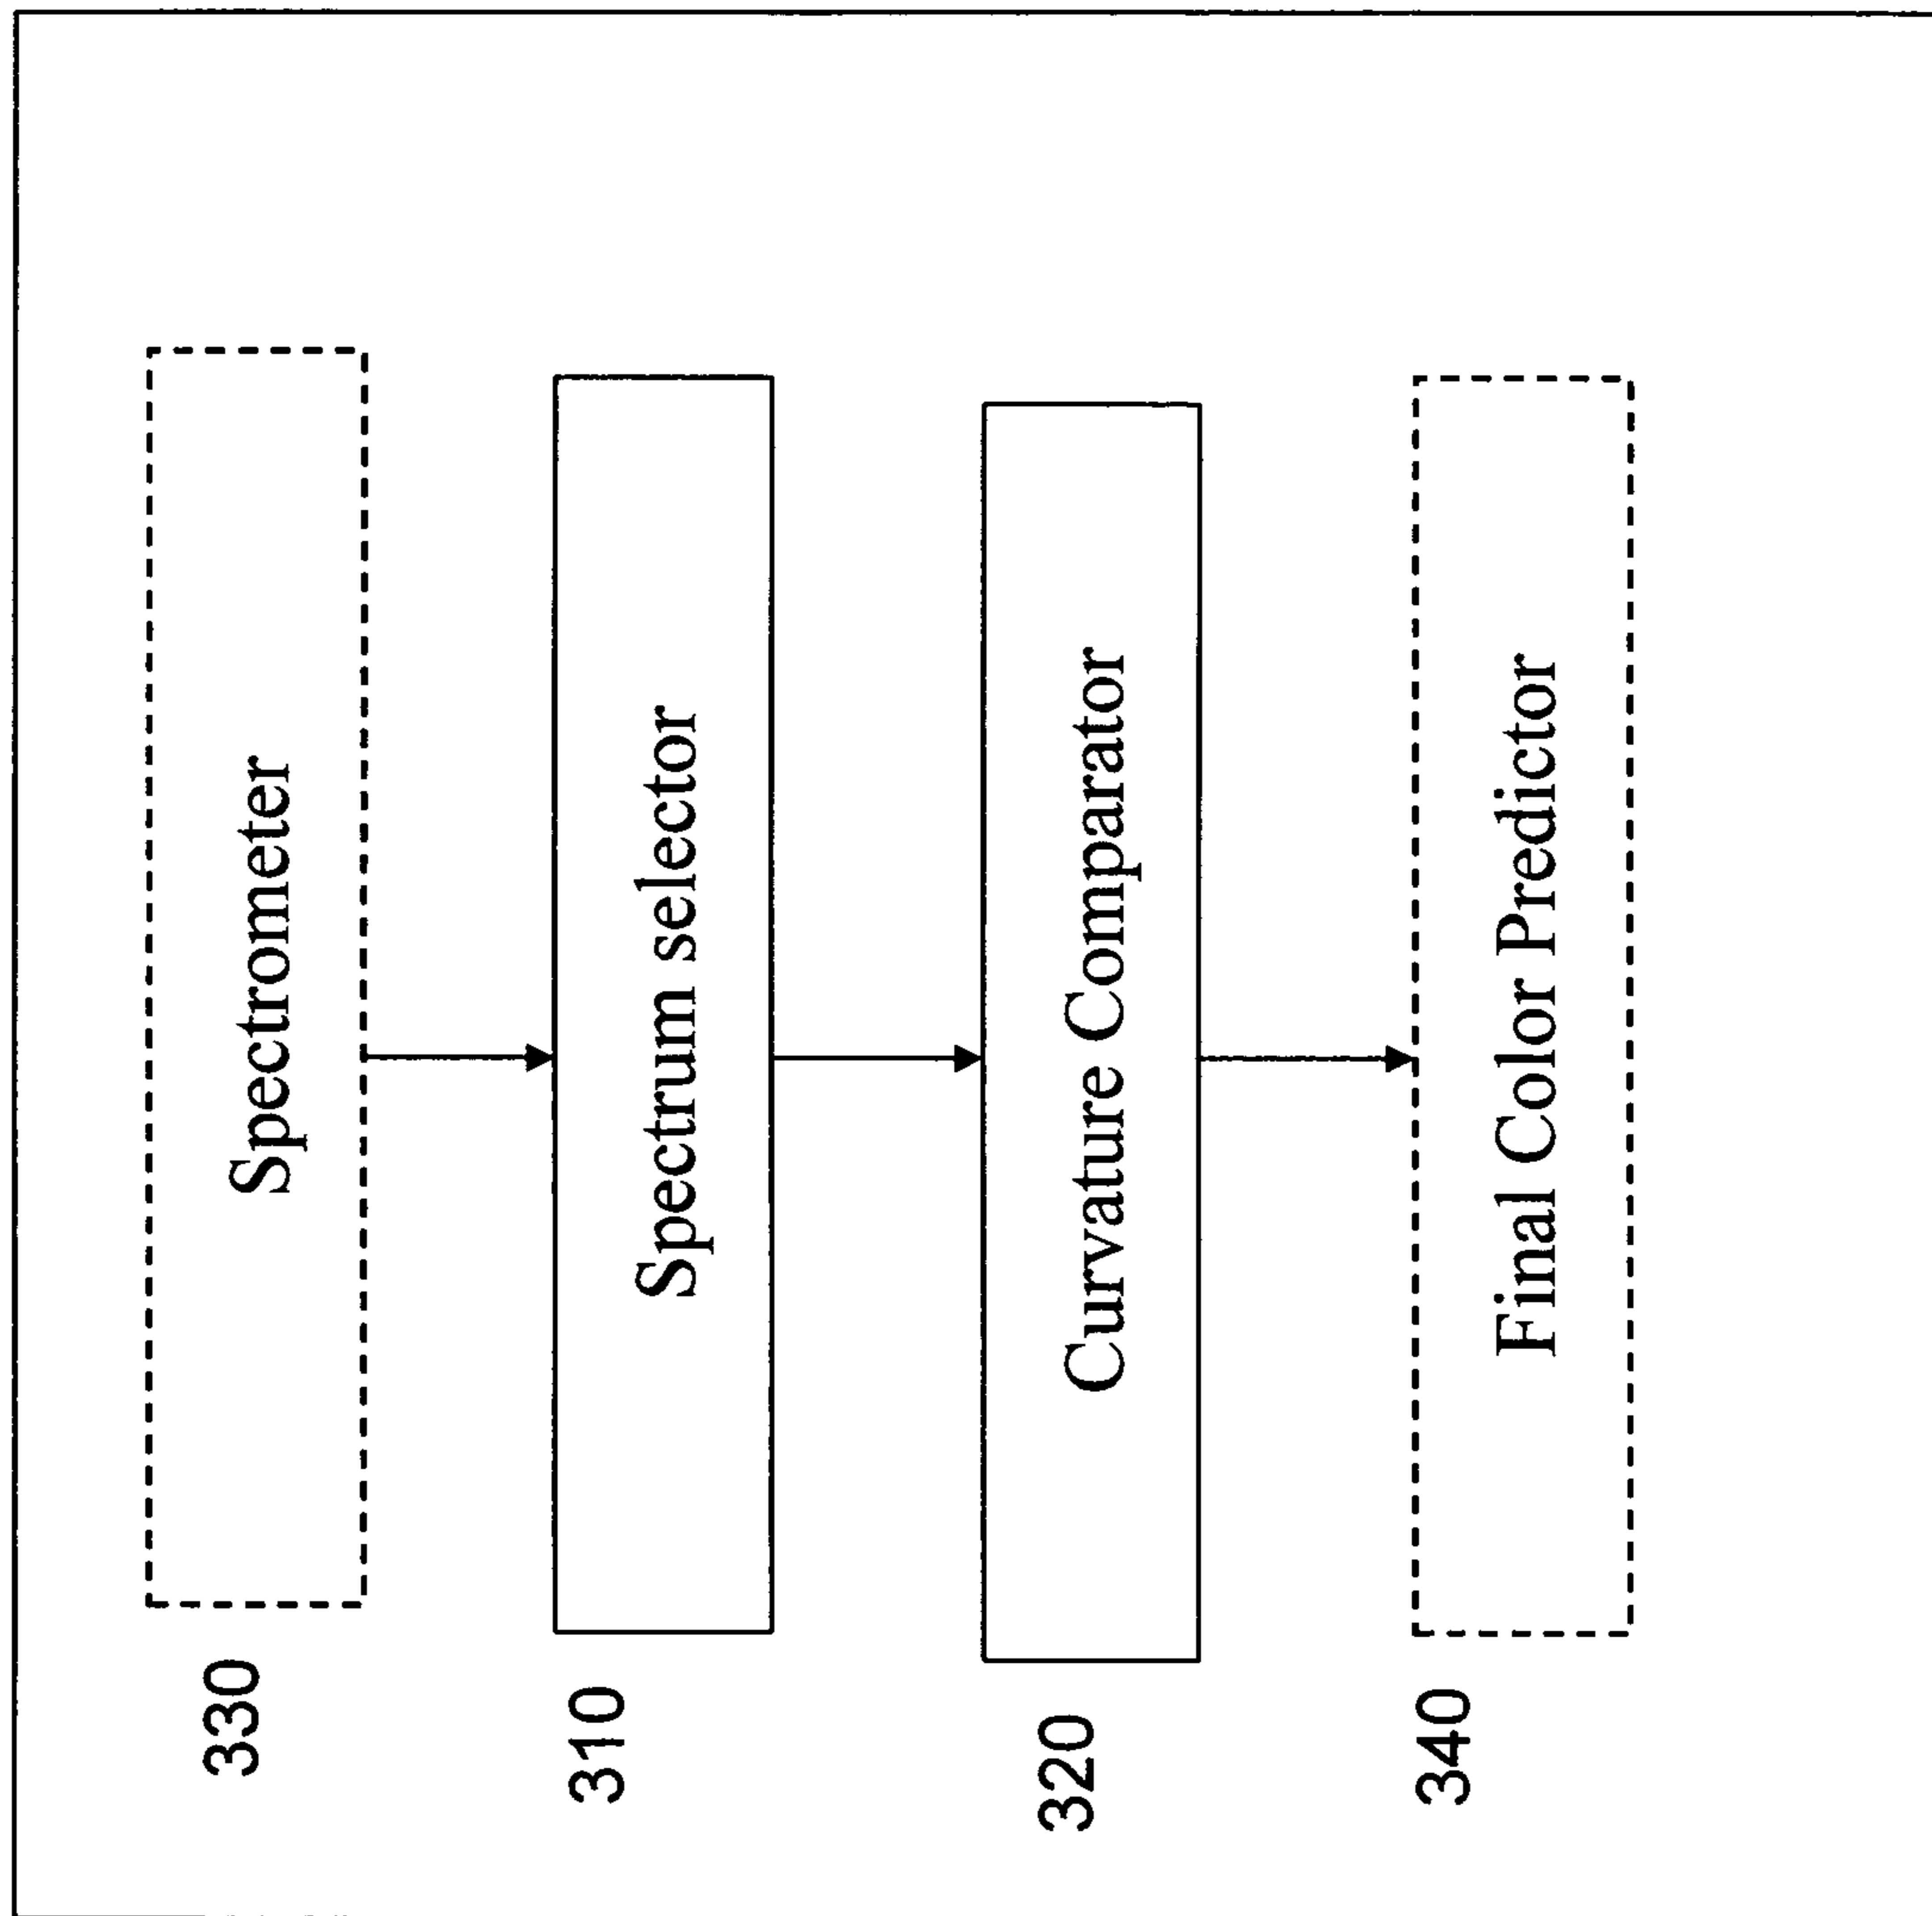 330
Spectrometer
310
Spectrum selector
320
Curvature Comparator
340
Final Color Predictor